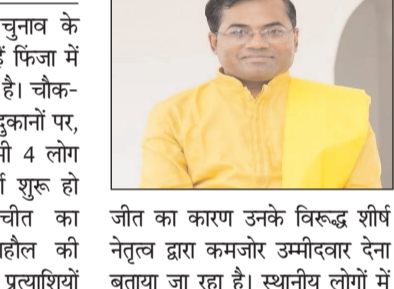 चुनाव के
फिंजा में
है। चौक-
दुकानों पर,
4 लोग
शुरू हो
का
की
प्रत्याशियों
जीत का कारण उनके विरूद्ध शीर्ष
नेतृत्व द्वारा कमजोर उम्मीदवार देना
बताया जा रहा है। स्थानीय लोगों में